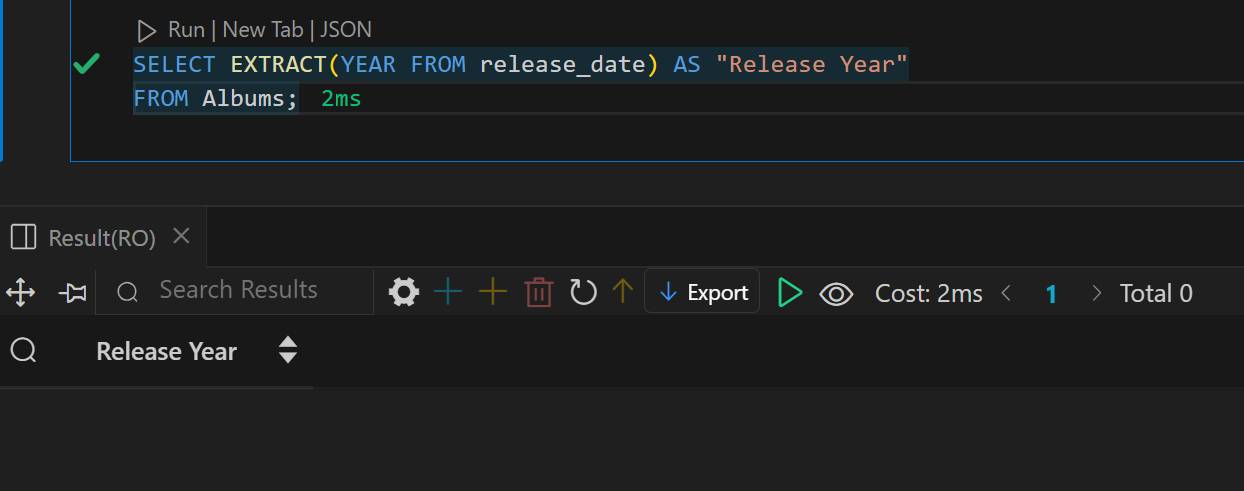 Run | New Tab | JSON
SELECT EXTRACT(YEAR FROM release_date) AS "Release Year"
FROM Albums; 2ms
Result(RO)
Search Results Export Cost: 2ms 1 Total 0
Release Year